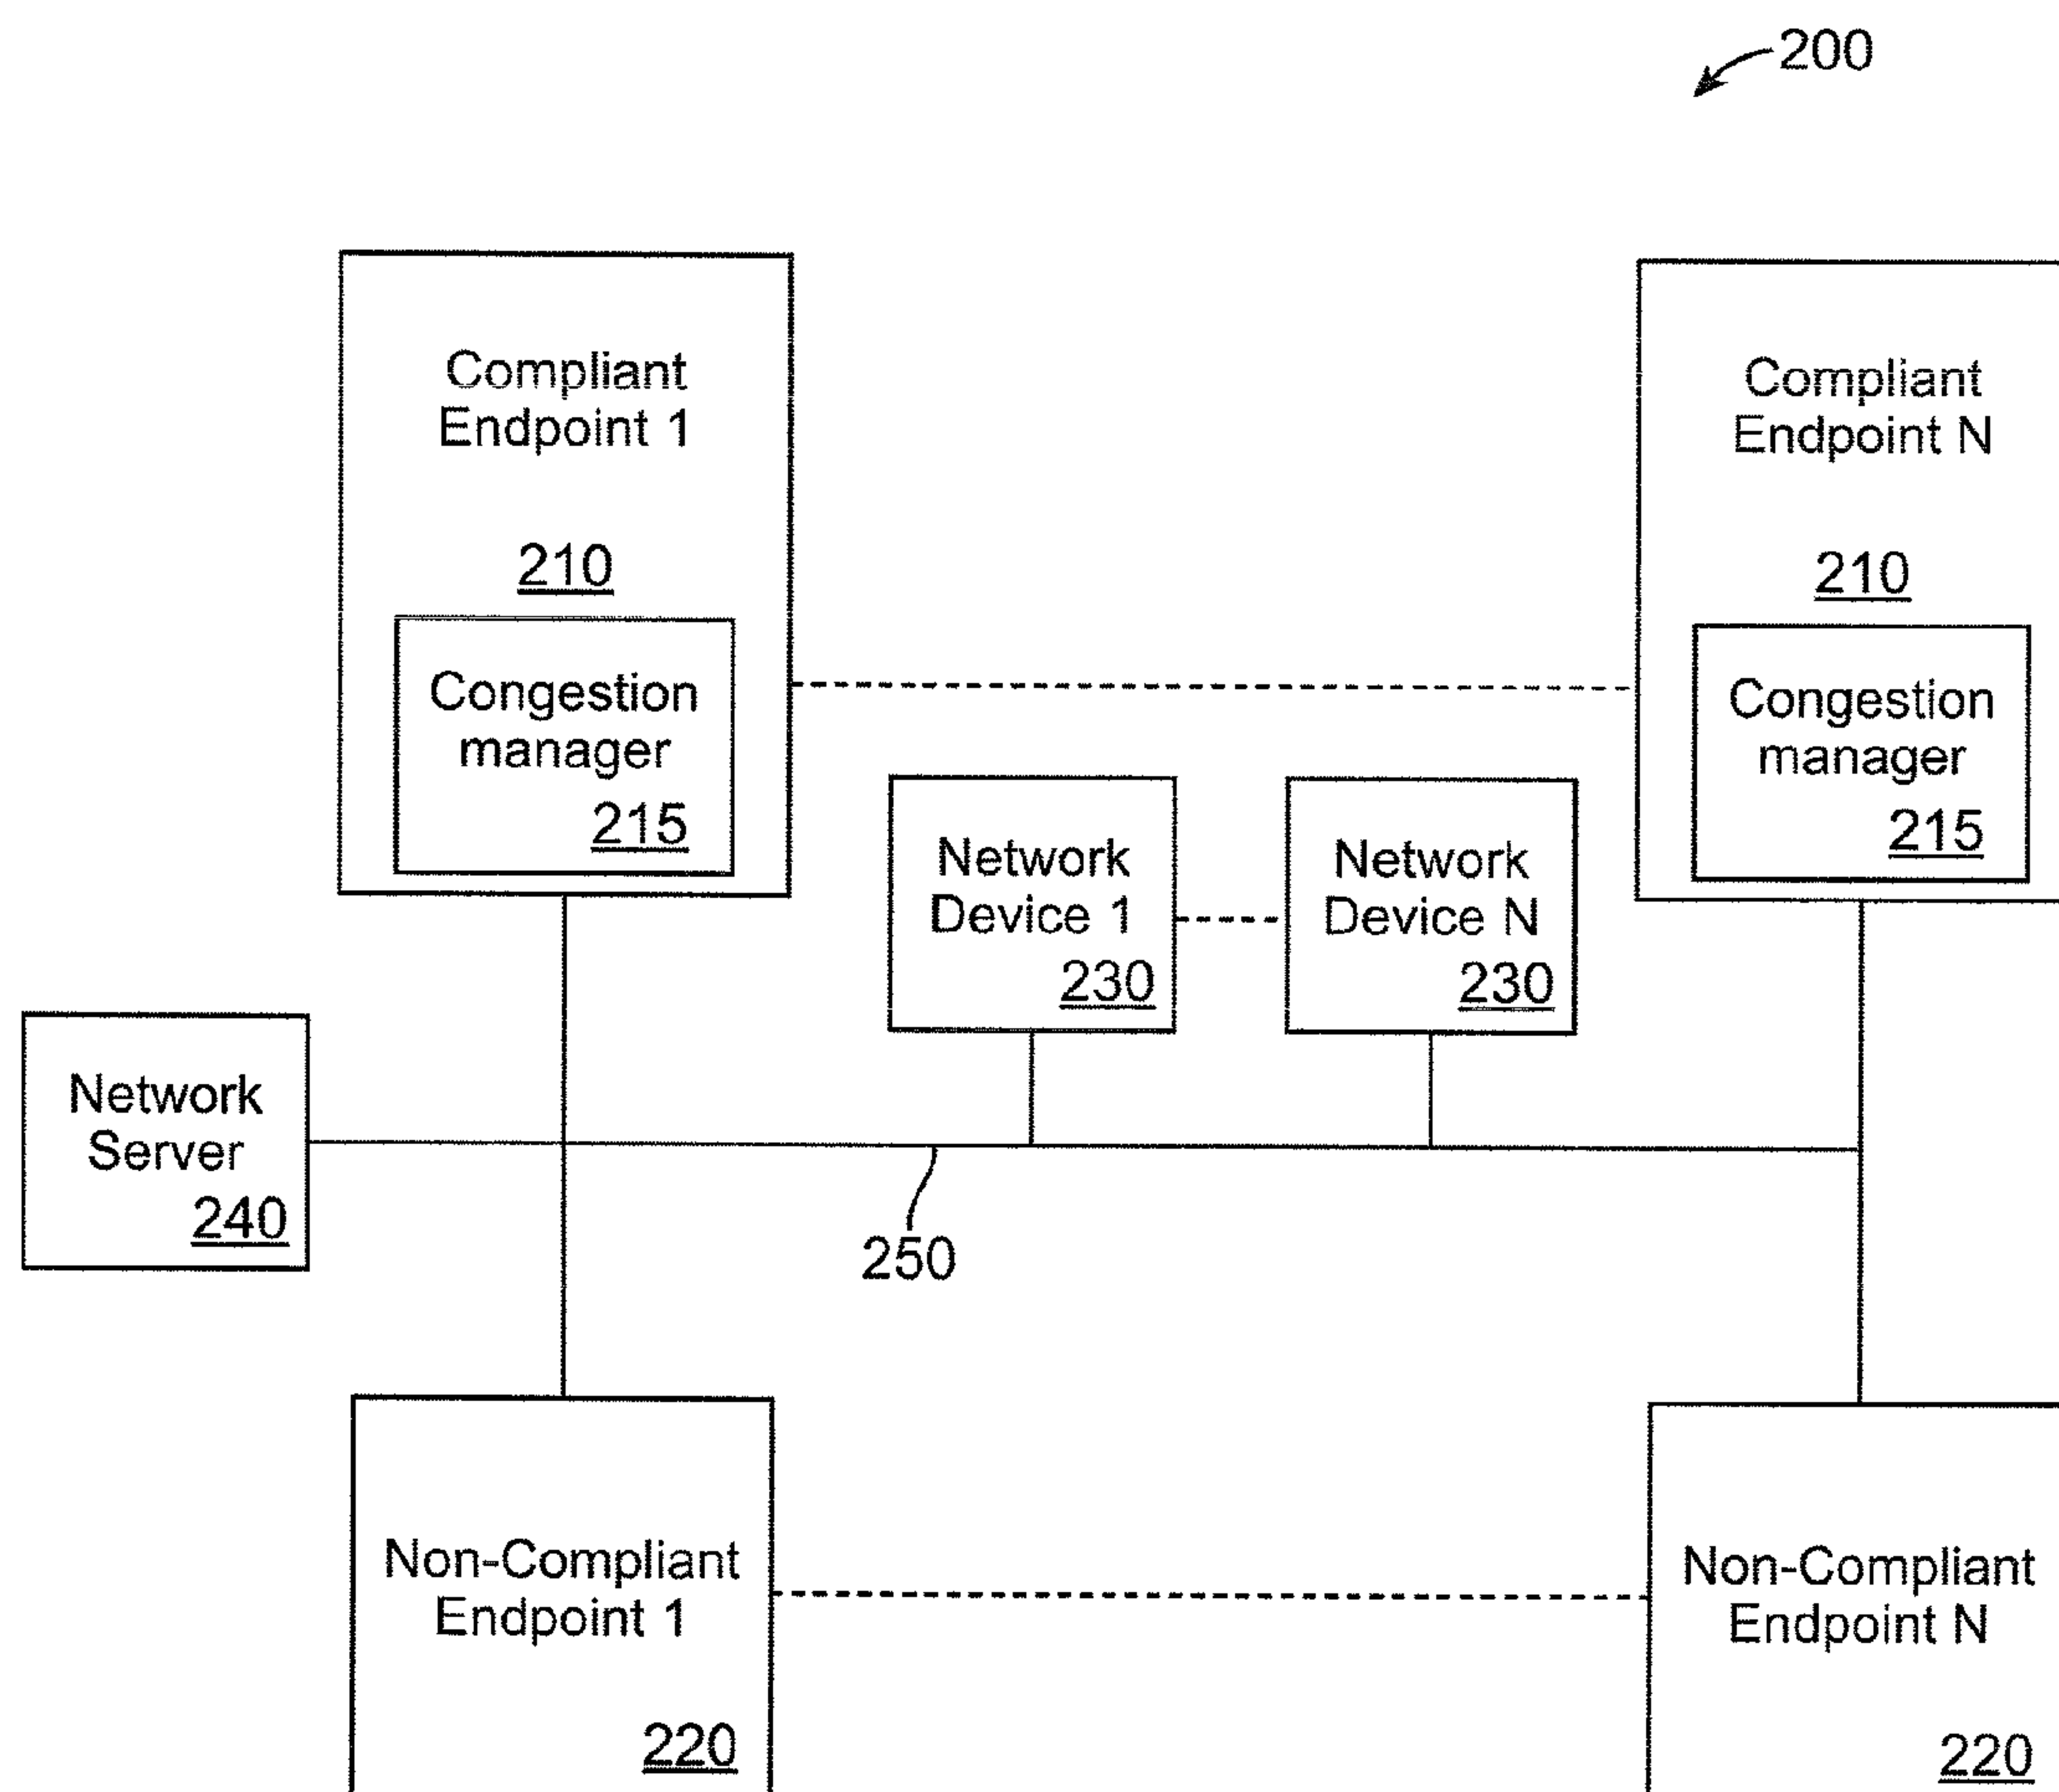 200
Compliant
Endpoint 1
210
Congestion
manager
215
Compliant
Endpoint N
210
Congestion
manager
215
Network
Device 1
230
Network
Device N
230
Network
Server
240
250
Non-Compliant
Endpoint 1
220
Non-Compliant
Endpoint N
220